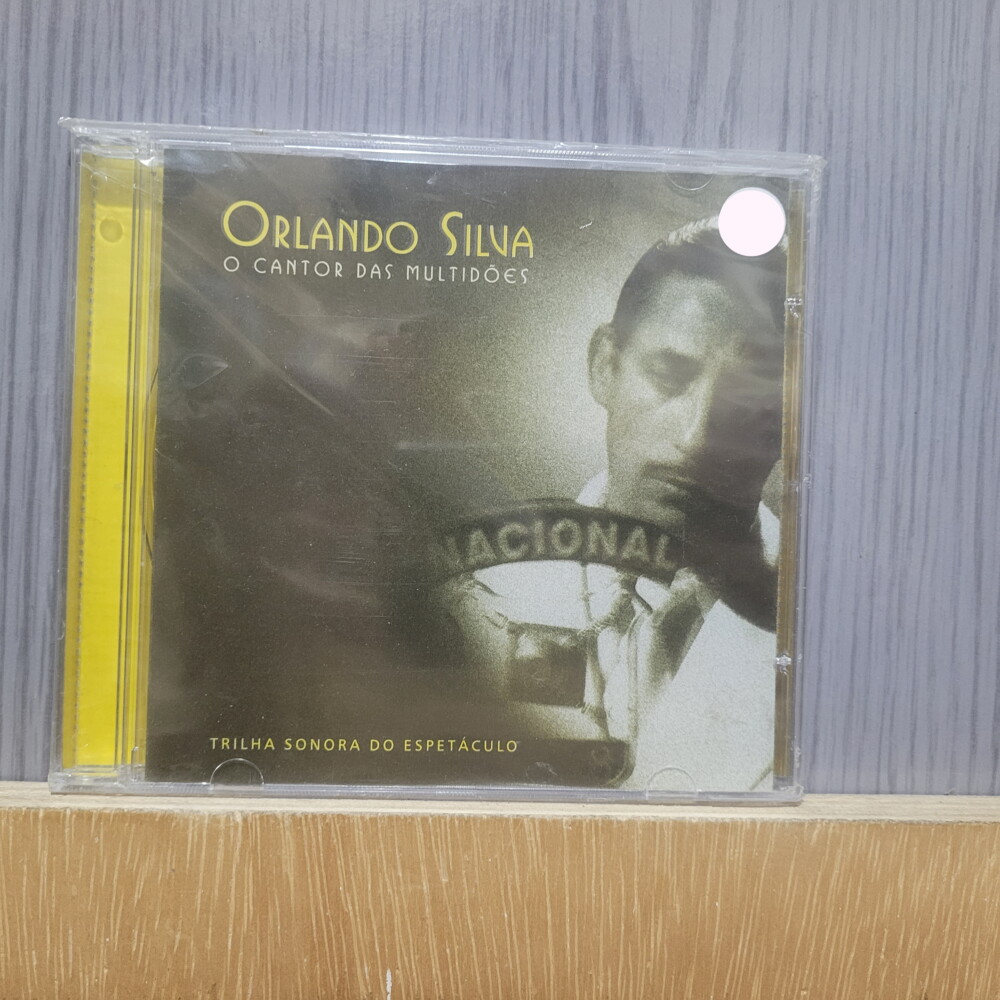 ORLANDO SILVA
O CANTOR DAS MULTIDÕES
NACIONAL
TRILHA SONORA DO ESPETÁCULO